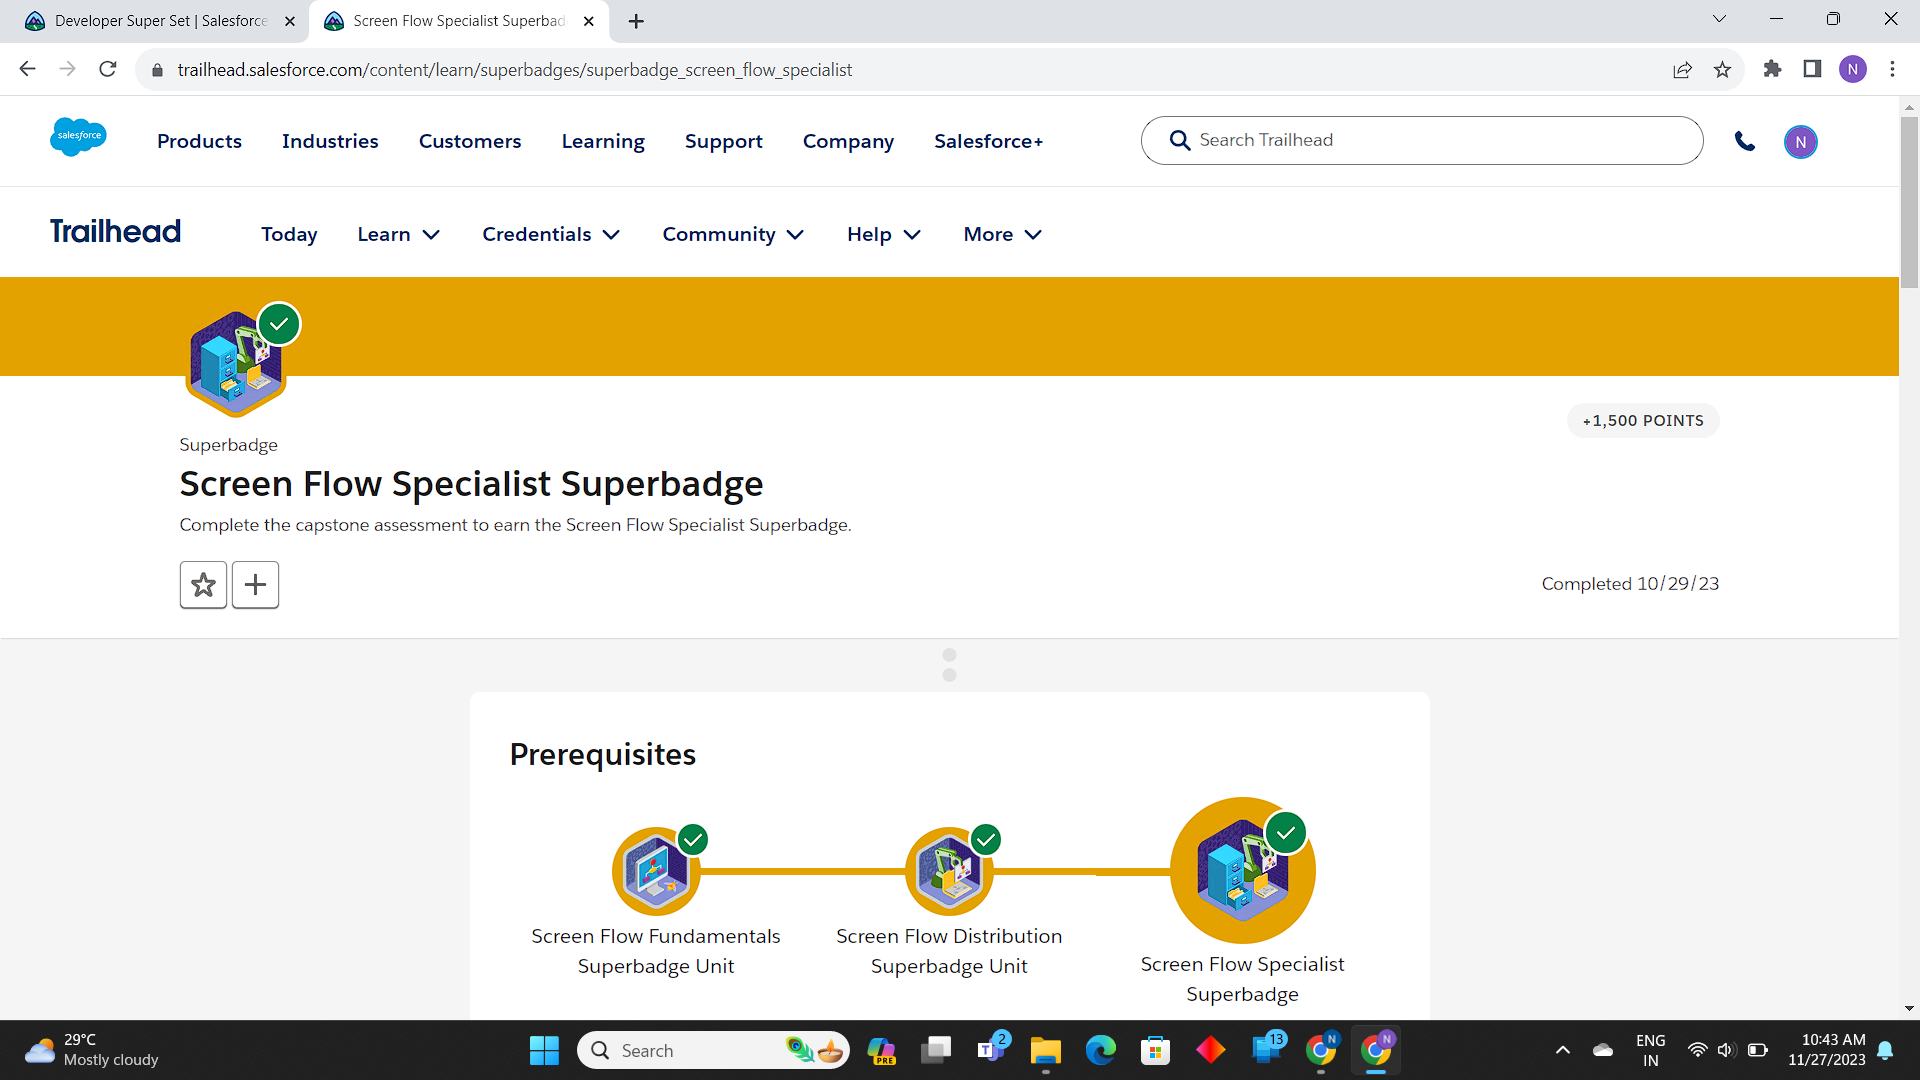 Developer Super Set | Salesforce
Screen Flow Specialist Superbad
trailhead.salesforce.com/content/learn/superbadges/superbadge_screen_flow_specialist
N
salesforce
Products Industries Customers Learning Support Company Salesforce+
Search Trailhead
N
Trailhead
Today Learn Credentials Community Help More
+1,500 POINTS
Superbadge
Screen Flow Specialist Superbadge
Complete the capstone assessment to earn the Screen Flow Specialist Superbadge.
Completed 10/29/23
Prerequisites
Screen Flow Fundamentals
Superbadge Unit
Screen Flow Distribution
Superbadge Unit
Screen Flow Specialist
Superbadge
29°C
Mostly cloudy
Search
PRE
T
2
13
N
N
ENG
IN
10:43 AM
11/27/2023